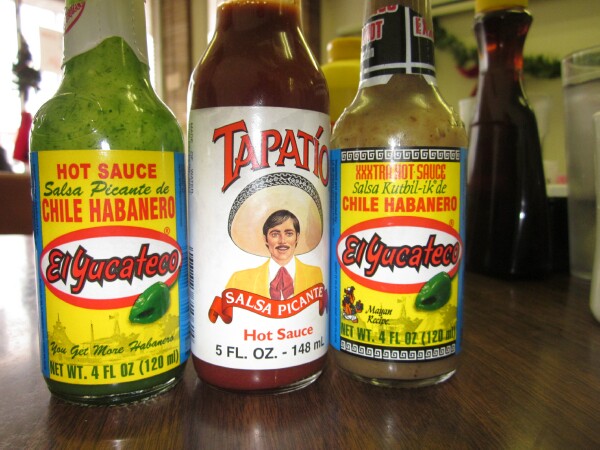 HOT SAUCE
Salsa Picante de
CHILE HABANERO
El Yucateco
®
You Get More Habanero
NET WT. 4 FL OZ (120 ml)
TAPATÍO
SALSA PICANTE
Hot Sauce
5 FL. OZ. - 148 mL
HOT
XXXTRA HOT SAUCE
Salsa Kutbil-ik de
CHILE HABANERO
El Yucateco
®
Mayan
Recipe
NET WT. 4 FL OZ (120 ml)